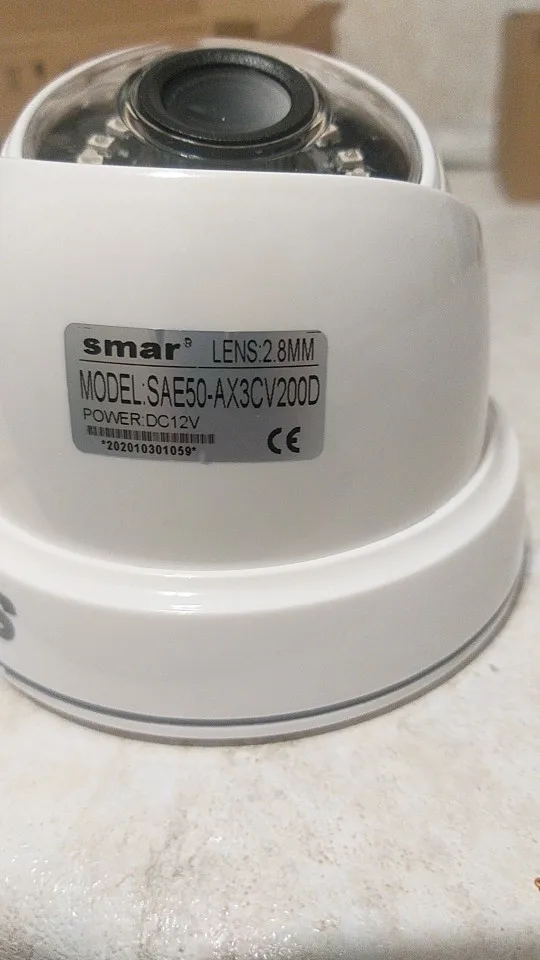 smar® LENS:2.8MM
MODEL:SAE50-AX3CV200D
POWER:DC12V
CE
*202010301059*
S